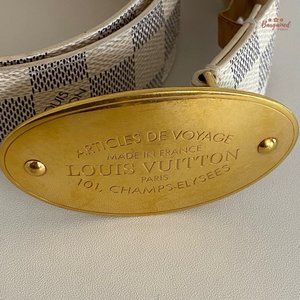 ARTICLES DE VOYAGE
MADE IN FRANCE
LOUIS VUITTON
PARIS
101, CHAMPS-ELYSEES